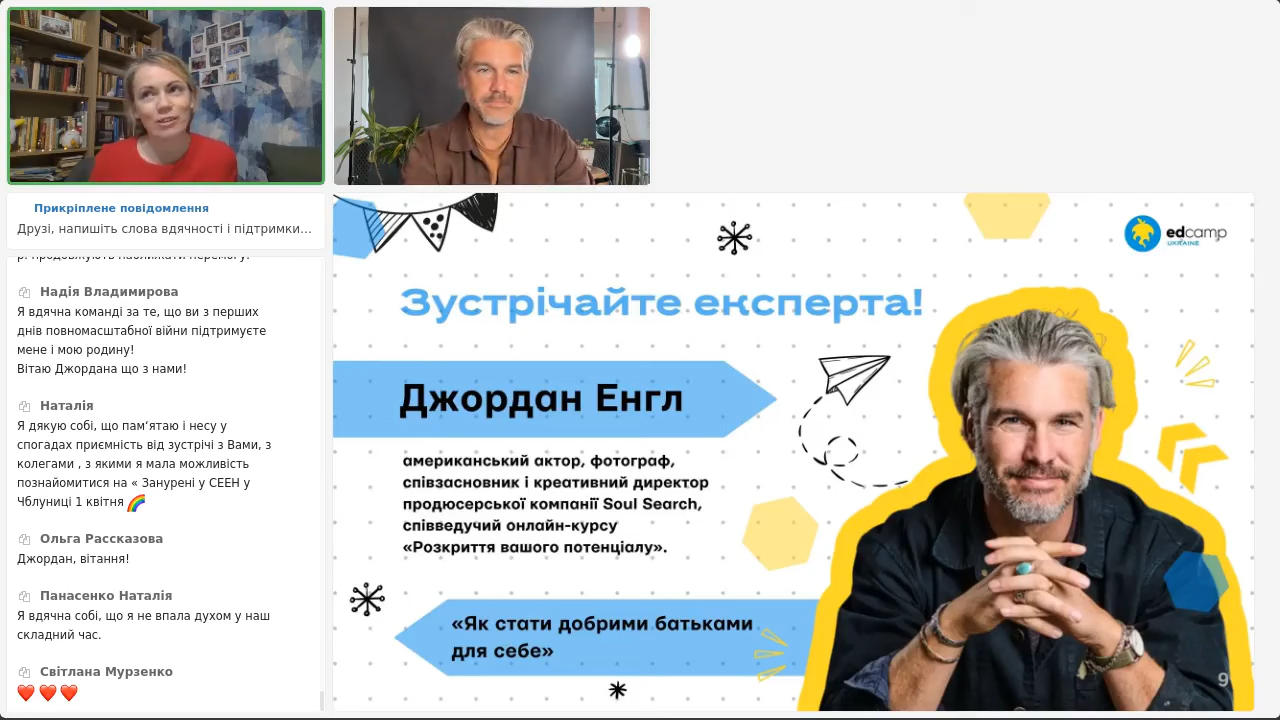 Прикріплене повідомлення
Друзі, напишіть слова вдячності і підтримки...
Надія Владимирова
Я вдячна команді за те, що ви з перших
днів повномасштабної війни підтримуєте
мене і мою родину!
Вітаю Джордана що з нами!
Наталія
Я дякую собі, що пам'ятаю і несу у
спогадах приємність від зустрічі з Вами, з
колегами , з якими я мала можливість
познайомитися на « Занурені у СЕЕН у
Яблуниці 1 квітня 🌈
Ольга Рассказова
Джордан, вітання!
Панасенко Наталія
Я вдячна собі, що я не впала духом у наш
складний час.
Світлана Мурзенко
❤️ ❤️ ❤️
edcamp
UKRAINE
Зустрічайте експерта!
Джордан Енгл
американський актор, фотограф,
співзасновник і креативний директор
продюсерської компанії Soul Search,
співведучий онлайн-курсу
«Розкриття вашого потенціалу».
«Як стати добрими батьками
для себе»
9